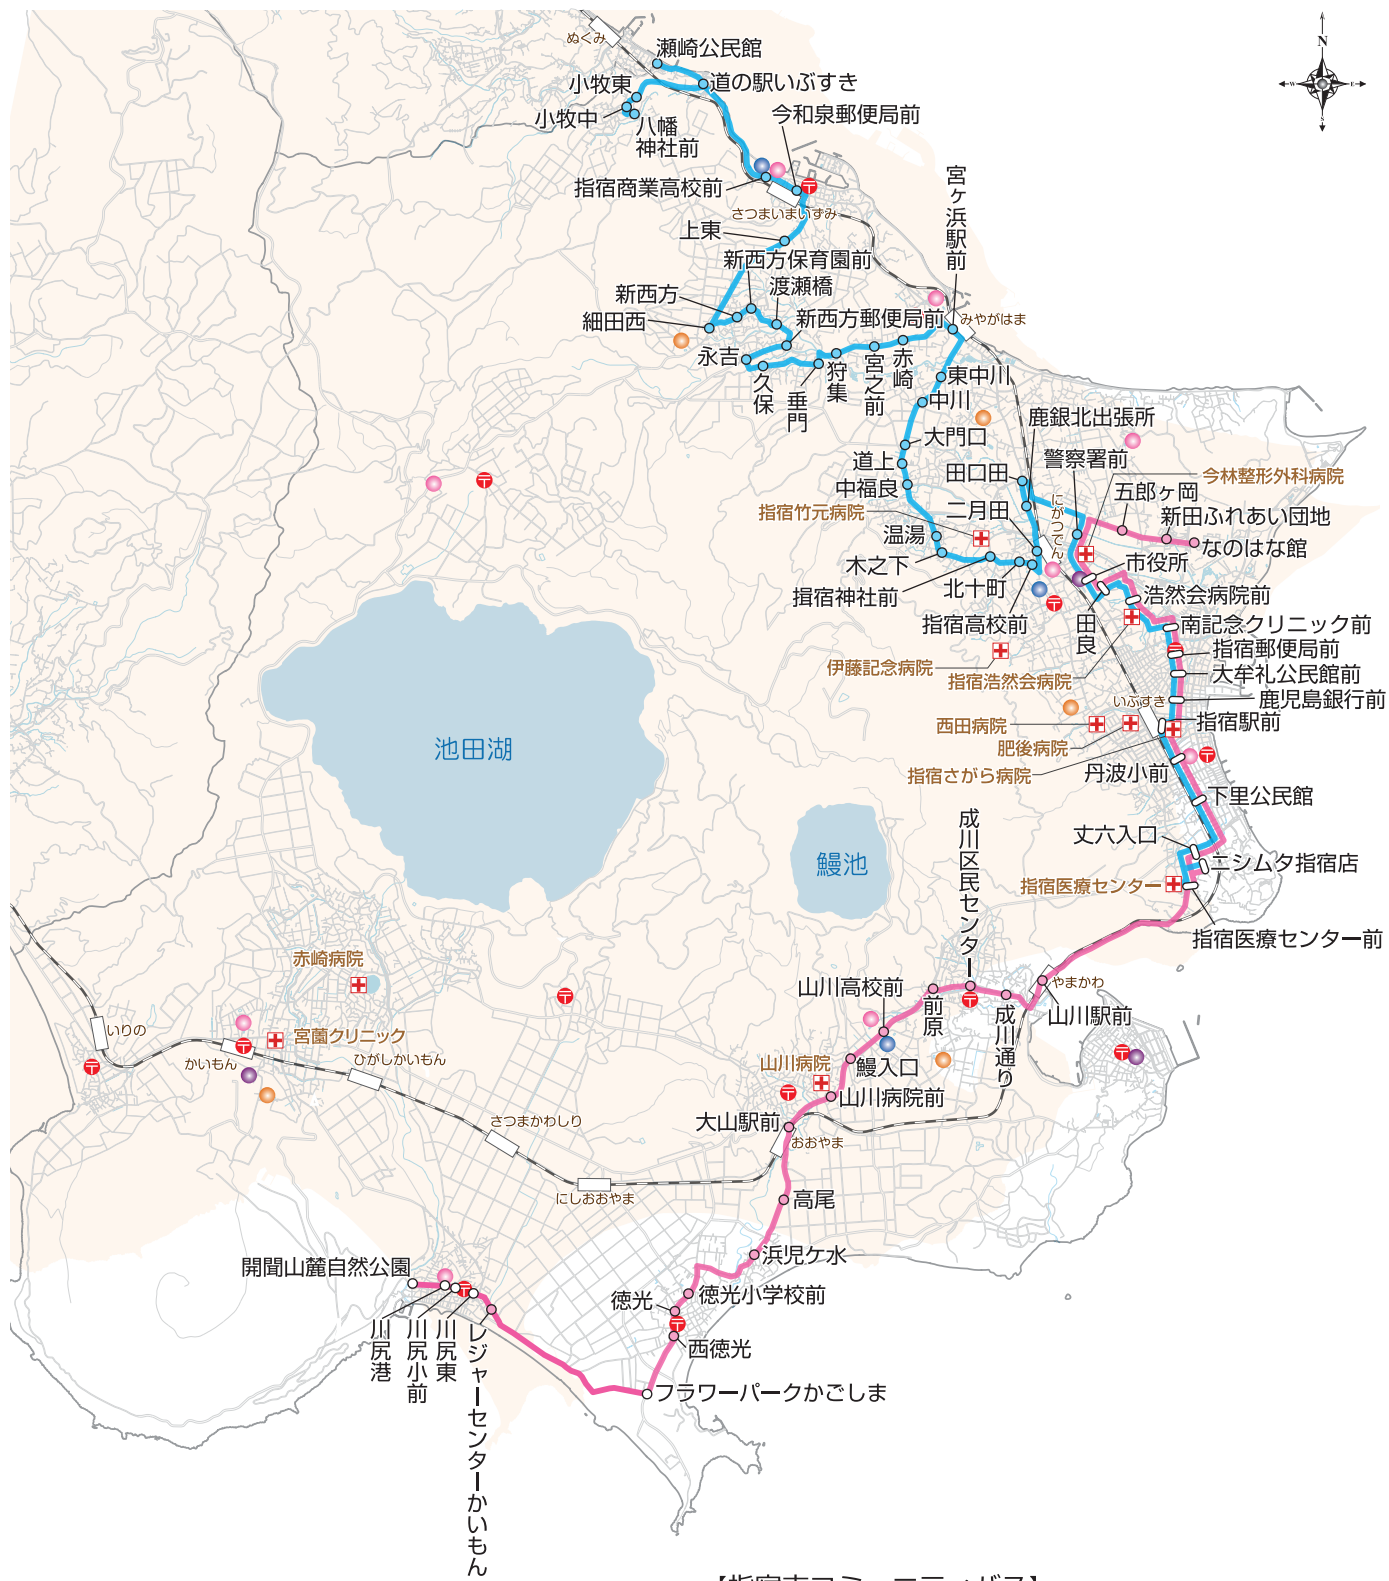 N
W
E
S
ぬくみ
瀬崎公民館
小牧東
道の駅いぶすき
小牧中
八幡
神社前
今和泉郵便局前
指宿商業高校前
さつまいまいずみ
宮ヶ浜駅前
上東
新西方保育園前
渡瀬橋
新西方
細田西
新西方郵便局前
みやがはま
永吉
久保
垂門
狩集
宮之前
赤崎
東中川
中川
鹿銀北出張所
大門口
道上
田口田
警察署前
今林整形外科病院
中福良
五郎ヶ岡
指宿竹元病院
二月田
にがつでん
新田ふれあい団地
温湯
なのはな館
木之下
市役所
揖宿神社前
北十町
浩然会病院前
指宿高校前
田良
南記念クリニック前
指宿郵便局前
伊藤記念病院
大牟礼公民館前
指宿浩然会病院
いぶすき
鹿児島銀行前
西田病院
指宿駅前
肥後病院
池田湖
指宿さがら病院
丹波小前
下里公民館
成川区民センター
丈六入口
鰻池
ニシムタ指宿店
指宿医療センター
指宿医療センター前
赤崎病院
山川高校前
前原
やまかわ
成川通り
山川駅前
いりの
宮薗クリニック
かいもん
ひがしかいもん
山川病院
鰻入口
山川病院前
さつまかわしり
大山駅前
おおやま
にしおおやま
高尾
浜児ケ水
開聞山麓自然公園
徳光小学校前
徳光
川尻港
川尻小前
川尻東
レジャーセンターかいもん
西徳光
フラワーパークかごしま
【指宿市コミュニティバス】